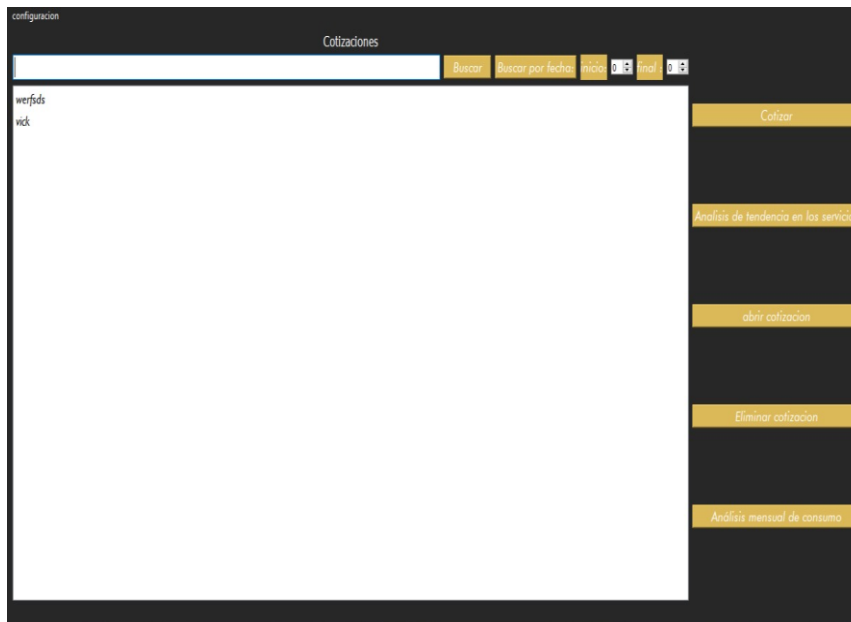 configuracion
Cotizaciones
Buscar Buscar por fecha: inicio: 0 final : 0
werfsds
vick
Cotizar
Analisis de tendencia en los servicio
abrir cotizacion
Eliminar cotizacion
Análisis mensual de consumo